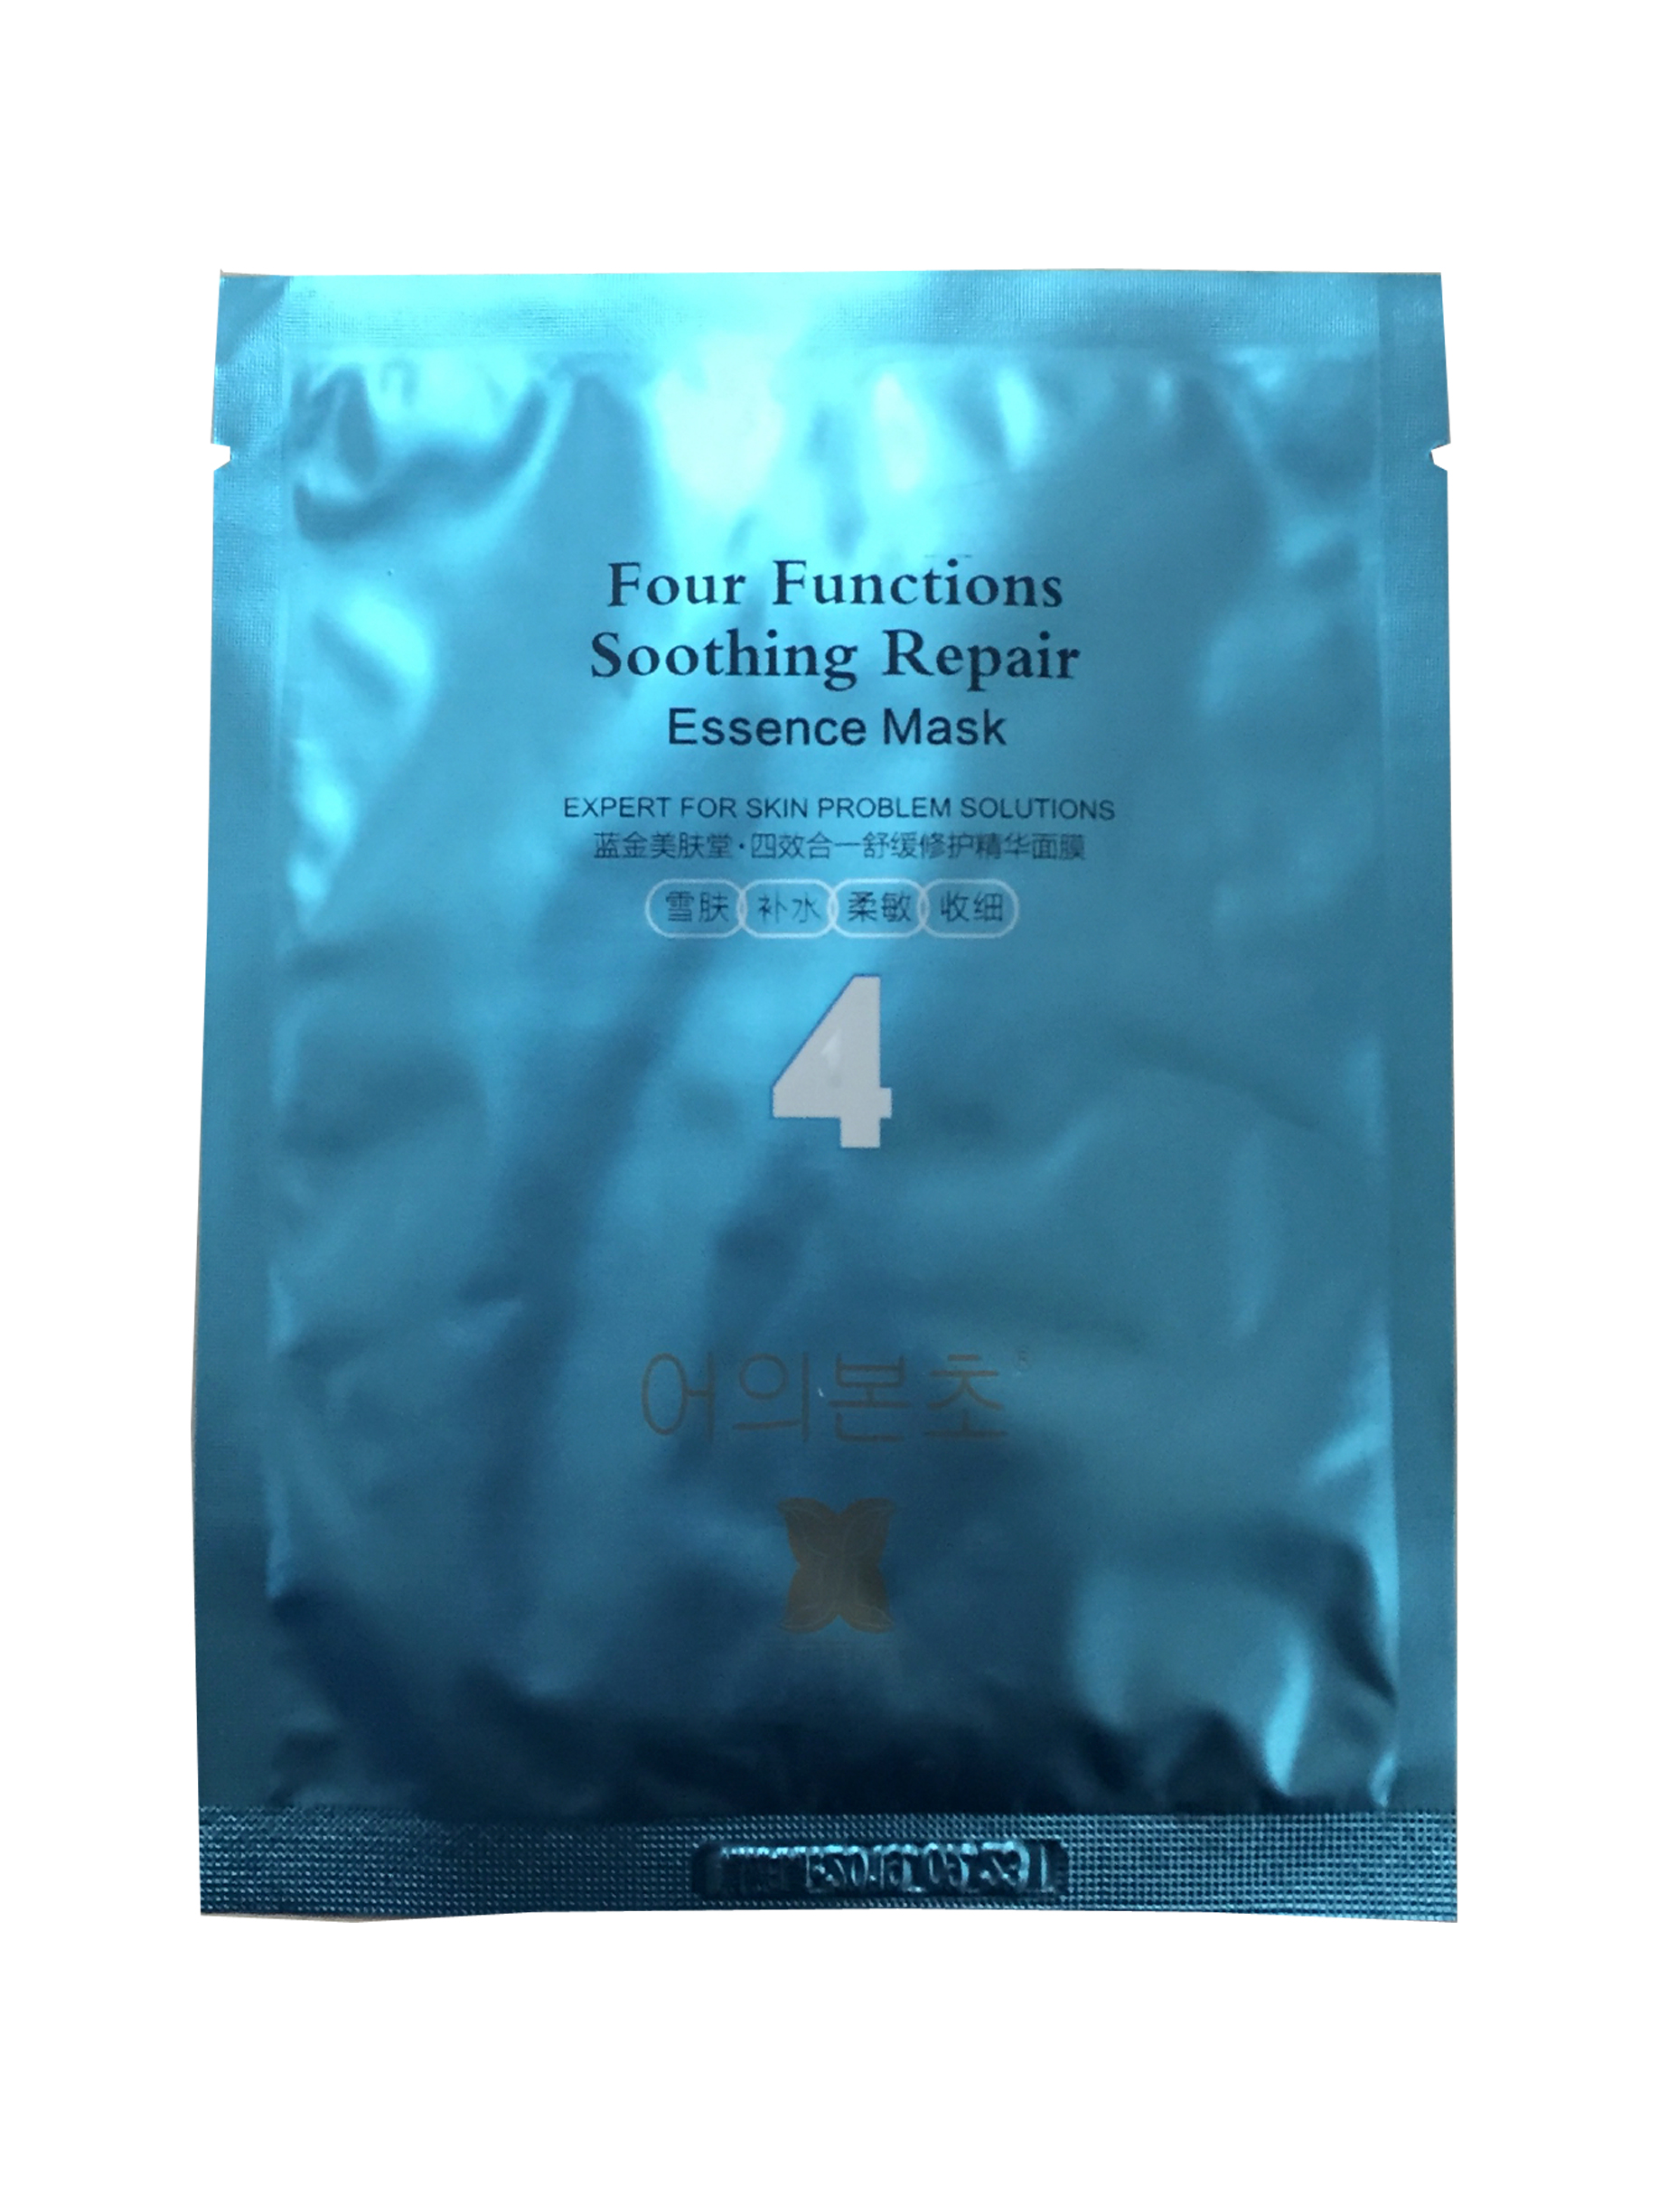 Four Functions
Soothing Repair
Essence Mask
EXPERT FOR SKIN PROBLEM SOLUTIONS
蓝金美肤堂·四效合一舒缓修护精华面膜
雪肤 补水 柔敏 收细
4
어의본초